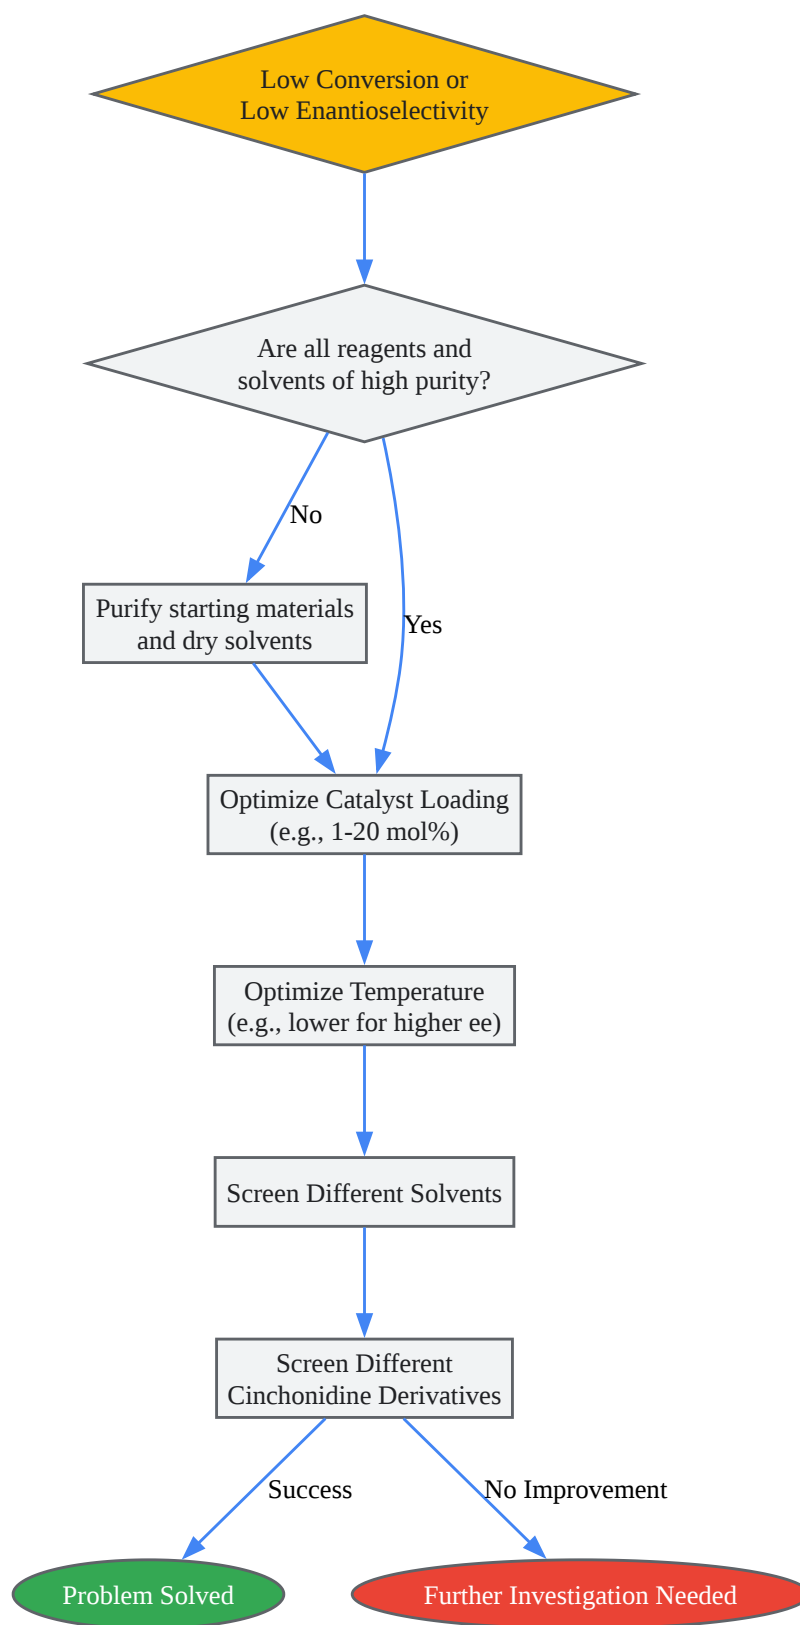 Low Conversion or
Low Enantioselectivity
Are all reagents and
solvents of high purity?
No
Purify starting materials
and dry solvents
Yes
Optimize Catalyst Loading
(e.g., 1-20 mol%)
Optimize Temperature
(e.g., lower for higher ee)
Screen Different Solvents
Screen Different
Cinchonidine Derivatives
Success
No Improvement
Problem Solved
Further Investigation Needed